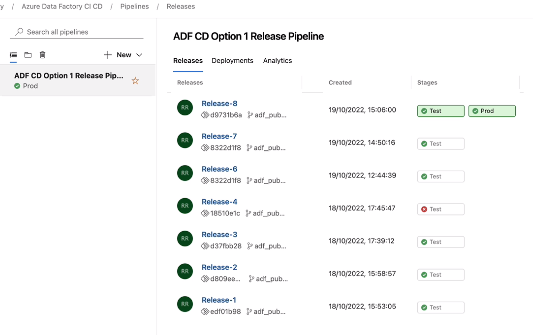 y / Azure Data Factory CI CD / Pipelines / Releases
Search all pipelines
New
ADF CD Option 1 Release Pip...
Prod
ADF CD Option 1 Release Pipeline
Releases Deployments Analytics
Releases Created Stages
RR Release-8 19/10/2022, 15:06:00 Test Prod
d9731b6a adf_pub...
RR Release-7 19/10/2022, 14:50:16 Test
8322d1f8 adf_pub...
RR Release-6 19/10/2022, 12:44:39 Test
8322d1f8 adf_pub...
RR Release-4 18/10/2022, 17:45:47 Test
18510e1c adf_pub...
RR Release-3 18/10/2022, 17:39:12 Test
d37fbb28 adf_pub...
RR Release-2 18/10/2022, 15:58:57 Test
d809ee... adf_pub...
RR Release-1 18/10/2022, 15:53:05 Test
edf01b98 adf_pub...